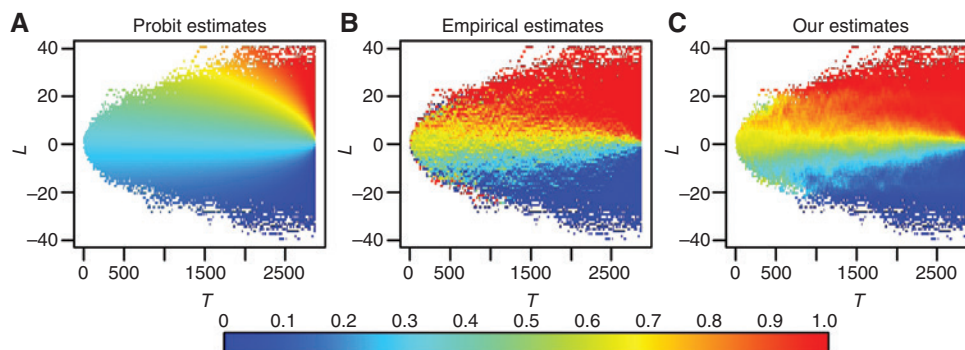 A Probit estimates B Empirical estimates C Our estimates
40 40 40
20 20 20
L 0 L 0 L 0
−20 −20 −20
−40 −40 −40
0 500 1500 2500 0 500 1500 2500 0 500 1500 2500
T T T
0 0.1 0.2 0.3 0.4 0.5 0.6 0.7 0.8 0.9 1.0